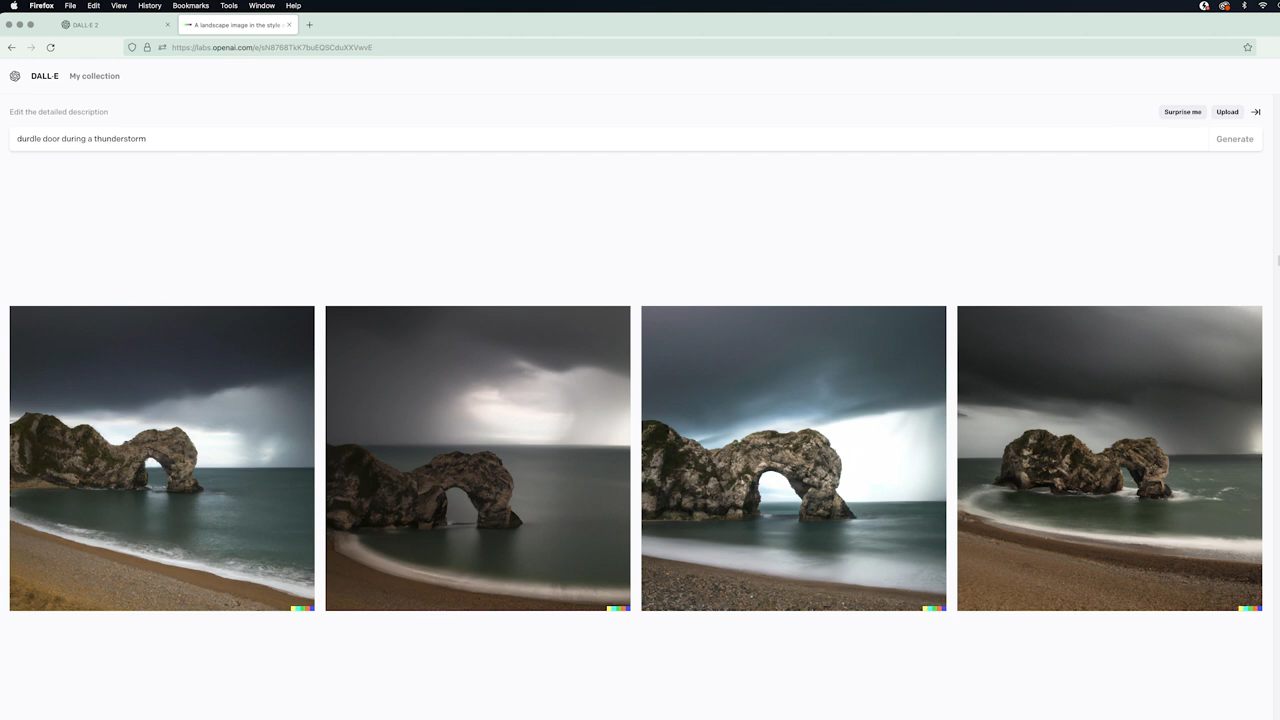 Firefox File Edit View History Bookmarks Tools Window Help
DALL·E 2
A landscape image in the style
https://labs.openai.com/e/sN8768TkK7buEQSCduXXVwvE
DALL·E My collection
Edit the detailed description
Surprise me Upload
durdle door during a thunderstorm
Generate